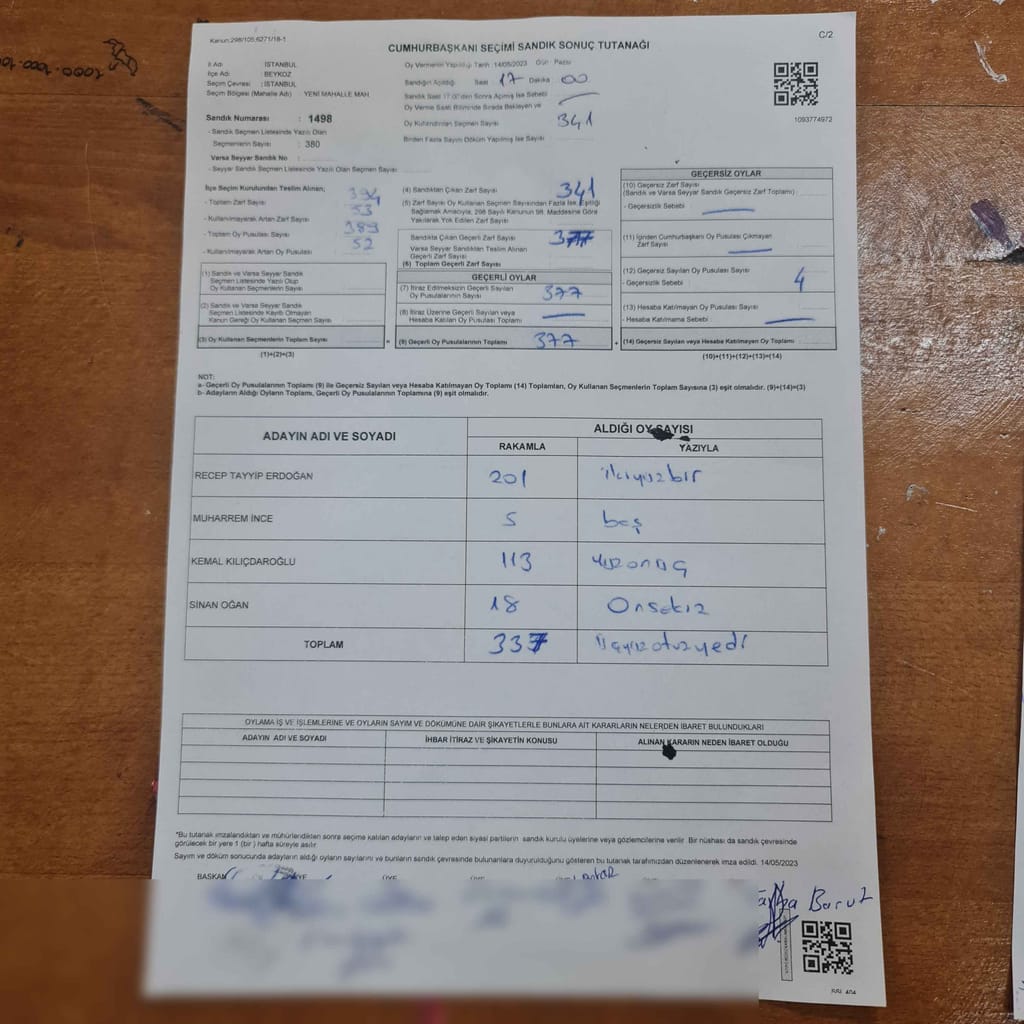 Kanun:298/105,6271/18-1
C/2
CUMHURBAŞKANI SEÇİMİ SANDIK SONUÇ TUTANAĞI
İl Adı : İSTANBUL
İlçe Adı : BEYKOZ
Seçim Çevresi : İSTANBUL
Seçim Bölgesi (Mahalle Adı) YENİ MAHALLE MAH
Oy Vermenin Yapıldığı Tarih :14/05/2023 Gün Pazar
Sandığın Açıldığı Saat 17 Dakika 00
Sandık Saat 17:00'den Sonra Açılmış İse Sebebi
Oy Verme Saati Bitiminde Sırada Bekleyen ve
Oy Kullandırılan Seçmen Sayısı 341
Birden Fazla Sayım Döküm Yapılmış İse Sayısı
1093774972
Sandık Numarası : 1498
- Sandık Seçmen Listesinde Yazılı Olan
Seçmenlerin Sayısı : 380
Varsa Seyyar Sandık No :
- Seyyar Sandık Seçmen Listesinde Yazılı Olan Seçmen Sayısı
İlçe Seçim Kurulundan Teslim Alınan;
- Toplam Zarf Sayısı 394
- Kullanılmayarak Artan Zarf Sayısı 53
- Toplam Oy Pusulası Sayısı 389
- Kullanılmayarak Artan Oy Pusulası 52
(1) Sandık ve Varsa Seyyar Sandık
Seçmen Listesinde Yazılı Olup
Oy Kullanan Seçmenlerin Sayısı
(2) Sandık ve Varsa Seyyar Sandık
Seçmen Listesinde Kayıtlı Olmayan
Kanun Gereği Oy Kullanan Seçmen Sayısı
(3) Oy Kullanan Seçmenlerin Toplam Sayısı
(1)+(2)=(3)
(4) Sandıktan Çıkan Zarf Sayısı 341
(5) Zarf Sayısı Oy Kullanan Seçmen Sayısından Fazla İse, Eşitliği
Sağlamak Amacıyla, 298 Sayılı Kanunun 98. Maddesine Göre
Yakılarak Yok Edilen Zarf Sayısı
Sandıkta Çıkan Geçerli Zarf Sayısı 377
Varsa Seyyar Sandıktan Teslim Alınan
Geçerli Zarf Sayısı
(6) Toplam Geçerli Zarf Sayısı
GEÇERLİ OYLAR
(7) İtiraz Edilmeksizin Geçerli Sayılan
Oy Pusulalarının Sayısı 377
(8) İtiraz Üzerine Geçerli Sayılan veya
Hesaba Katılan Oy Pusulaları Toplamı
=
(9) Geçerli Oy Pusulalarının Toplamı 377
+
GEÇERSİZ OYLAR
(10) Geçersiz Zarf Sayısı
(Sandık ve Varsa Seyyar Sandık Geçersiz Zarf Toplamı)
- Geçersizlik Sebebi
(11) İçinden Cumhurbaşkanı Oy Pusulası Çıkmayan
Zarf Sayısı
(12) Geçersiz Sayılan Oy Pusulası Sayısı 4
- Geçersizlik Sebebi
(13) Hesaba Katılmayan Oy Pusulası Sayısı
- Hesaba Katılmama Sebebi
(14) Geçersiz Sayılan veya Hesaba Katılmayan Oy Toplamı
(10)+(11)+(12)+(13)=(14)
NOT:
a- Geçerli Oy Pusulalarının Toplamı (9) ile Geçersiz Sayılan veya Hesaba Katılmayan Oy Toplamı (14) Toplamları, Oy Kullanan Seçmenlerin Toplam Sayısına (3) eşit olmalıdır. (9)+(14)=(3)
b- Adayların Aldığı Oyların Toplamı, Geçerli Oy Pusulalarının Toplamına (9) eşit olmalıdır.
ADAYIN ADI VE SOYADI
ALDIĞI OY SAYISI
RAKAMLA YAZIYLA
RECEP TAYYİP ERDOĞAN 201 ikiyüzbir
MUHARREM İNCE 5 beş
KEMAL KILIÇDAROĞLU 113 yüzonüç
SİNAN OĞAN 18 Onsekiz
TOPLAM 337 Üçyüzotuzyedi
OYLAMA İŞ VE İŞLEMLERİNE VE OYLARIN SAYIM VE DÖKÜMÜNE DAİR ŞİKAYETLERLE BUNLARA AİT KARARLARIN NELERDEN İBARET BULUNDUKLARI
ADAYIN ADI VE SOYADI İHBAR İTİRAZ VE ŞİKAYETİN KONUSU ALINAN KARARIN NEDEN İBARET OLDUĞU
*Bu tutanak imzalandıktan ve mühürlendikten sonra seçime katılan adayların ve talep eden siyasi partilerin sandık kurulu üyelerine veya gözlemcilerine verilir. Bir nüshası da sandık çevresinde
görülecek bir yere 1 (bir) hafta süreyle asılır.
Sayım ve döküm sonucunda adayların aldığı oyların sayılarını ve bunların sandık çevresinde bulunanlara duyurulduğunu gösteren bu tutanak tarafımızdan düzenlenerek imza edildi. 14/05/2023
BAŞKAN ÜYE ÜYE ÜYE ÜYE
Barut